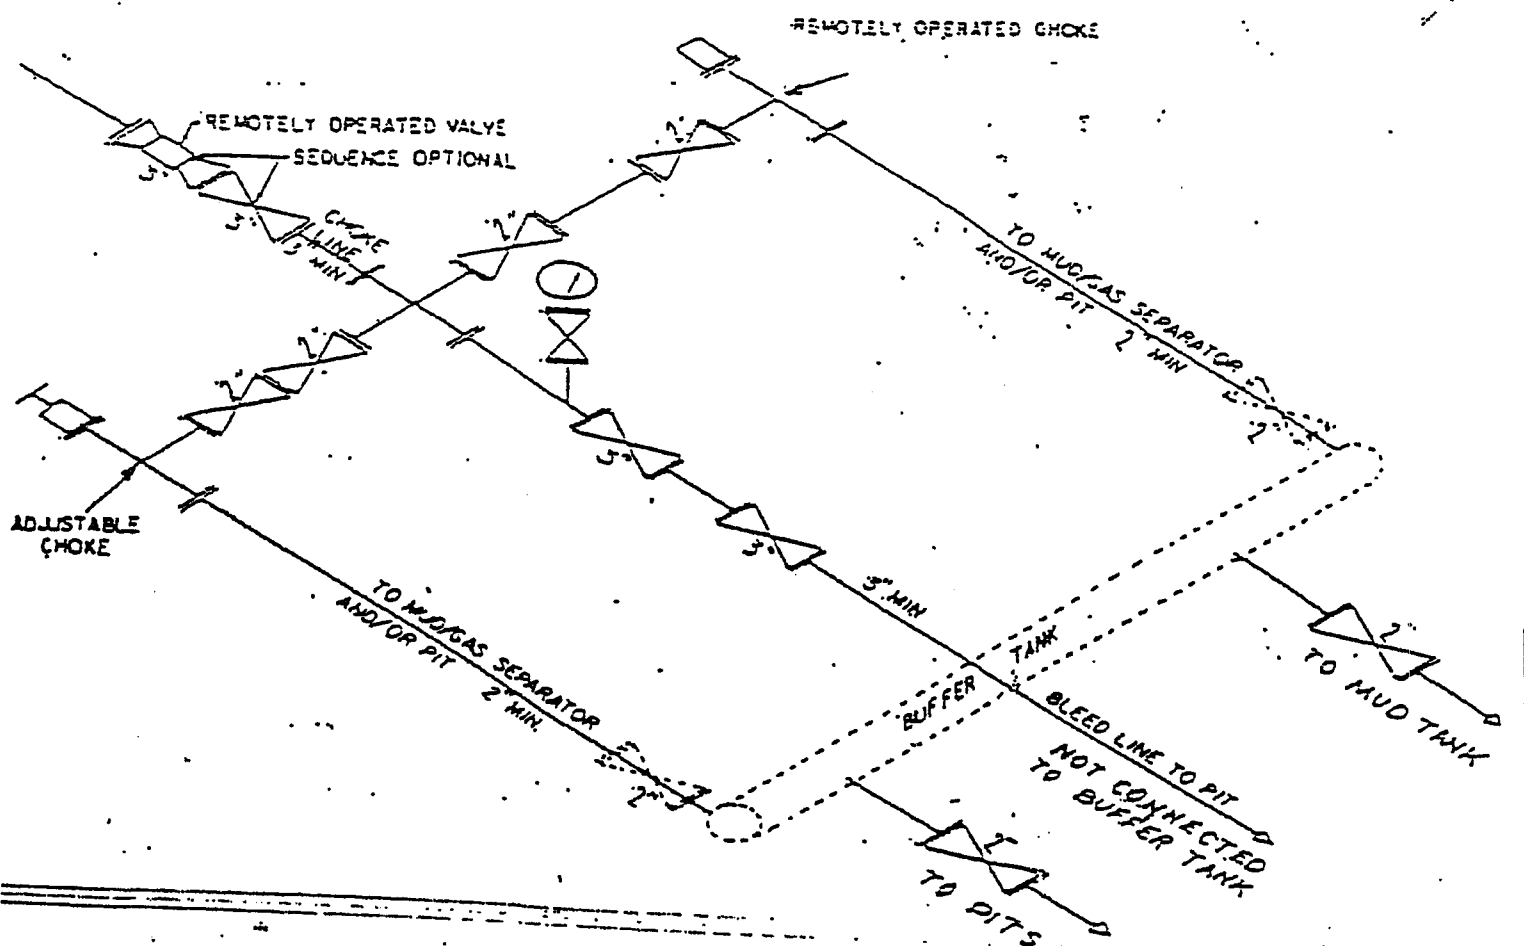 REMOTELY OPERATED CHOKE
REMOTELY OPERATED VALVE
SEQUENCE OPTIONAL
3"
3"
CHOKE
LINE
3 MIN
2"
2"
2"
2"
ADJUSTABLE
CHOKE
TO MUD/GAS SEPARATOR
AND/OR PIT
2" MIN
2"
3"
3"
3" MIN
TO MUD/GAS SEPARATOR
AND/OR PIT
2" MIN.
2"
BUFFER TANK
2"
TO MUD TANK
BLEED LINE TO PIT
NOT CONNECTED
TO BUFFER TANK
TO PITS